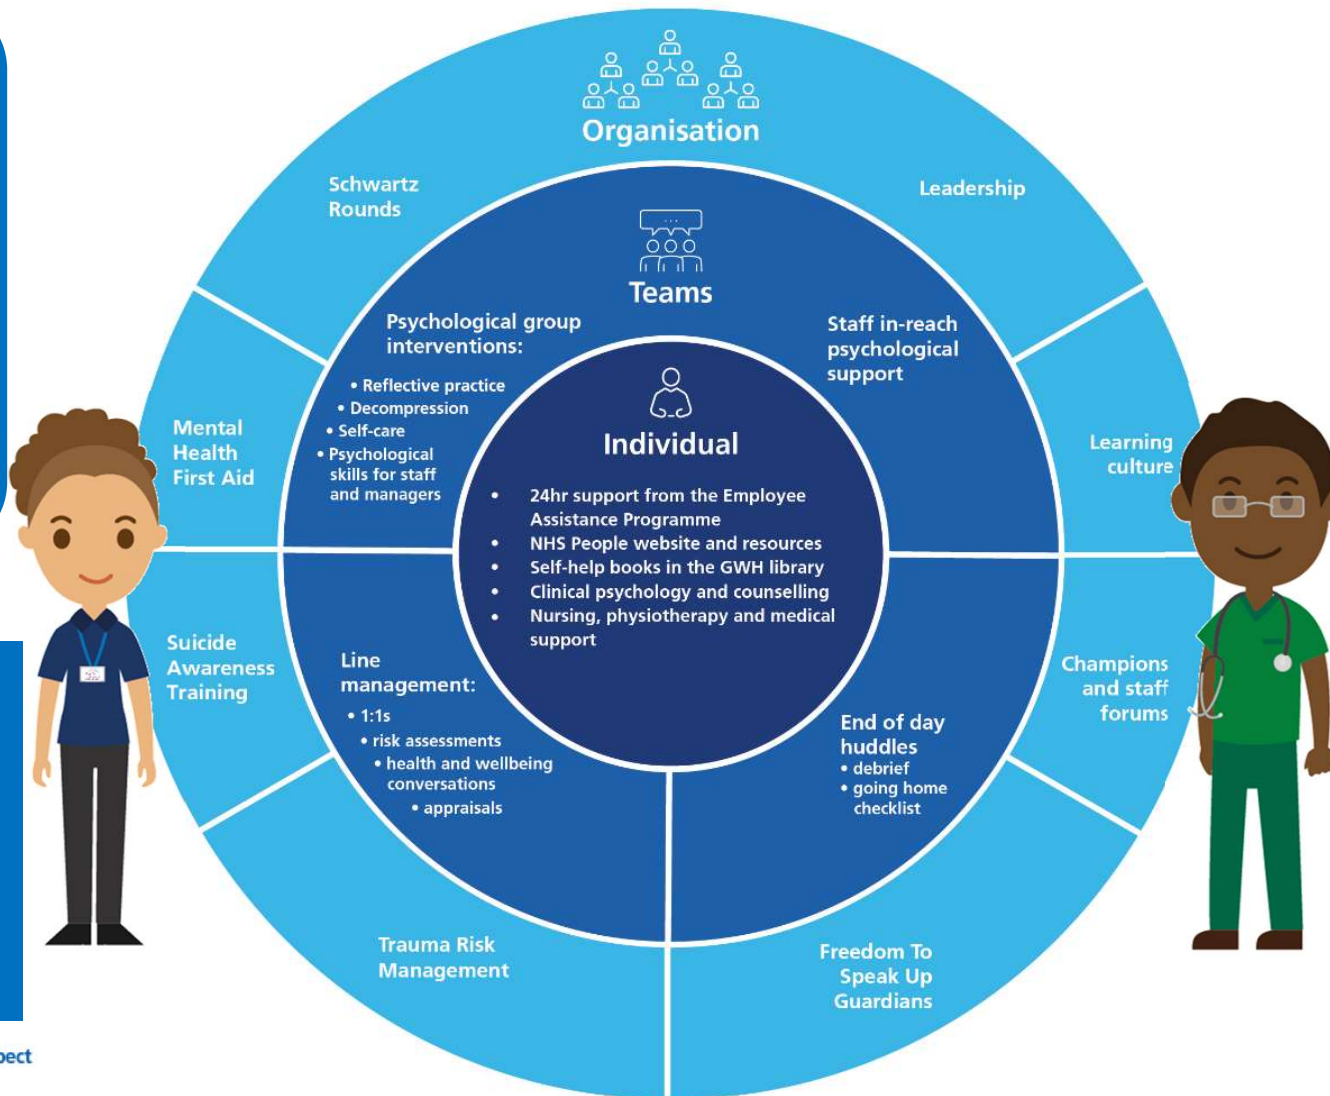 Organisation
Schwartz
Rounds
Leadership
Teams
Psychological group
interventions:
• Reflective practice
• Decompression
• Self-care
• Psychological
skills for staff
and managers
Staff in-reach
psychological
support
Mental
Health
First Aid
Learning
culture
Individual
• 24hr support from the Employee
Assistance Programme
• NHS People website and resources
• Self-help books in the GWH library
• Clinical psychology and counselling
• Nursing, physiotherapy and medical
support
Suicide
Awareness
Training
Line
management:
• 1:1s
• risk assessments
• health and wellbeing
conversations
• appraisals
End of day
huddles
• debrief
• going home
checklist
Champions
and staff
forums
Trauma Risk
Management
Freedom To
Speak Up
Guardians